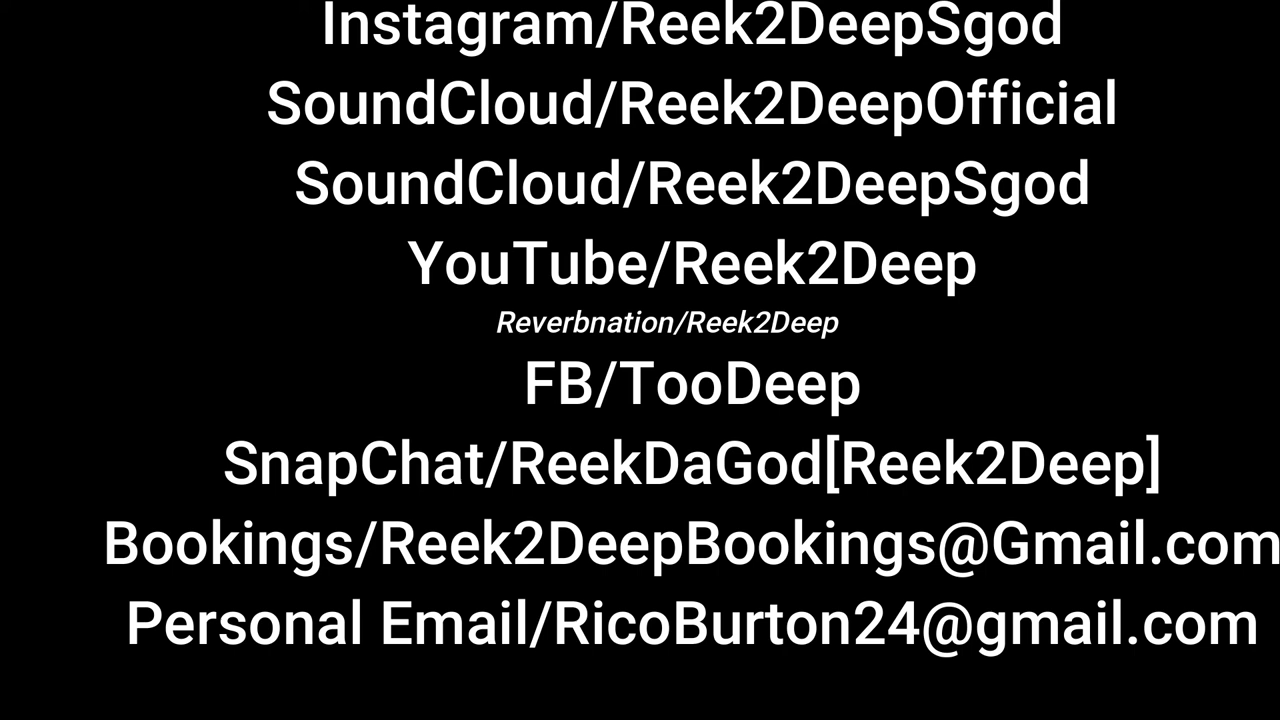 Instagram/Reek2DeepSgod
SoundCloud/Reek2DeepOfficial
SoundCloud/Reek2DeepSgod
YouTube/Reek2Deep
Reverbnation/Reek2Deep
FB/TooDeep
SnapChat/ReekDaGod[Reek2Deep]
Bookings/Reek2DeepBookings@Gmail.com
Personal Email/RicoBurton24@gmail.com